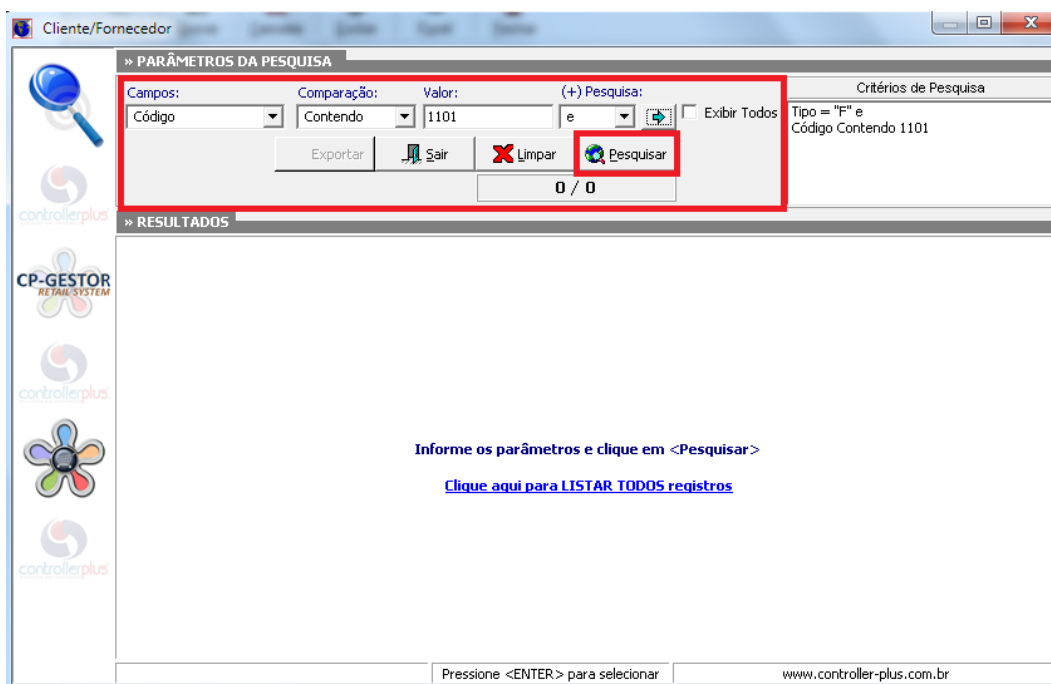 Cliente/Fornecedor
» PARÂMETROS DA PESQUISA
Campos: Comparação: Valor: (+) Pesquisa:
Código Contendo 1101 e Exibir Todos
Exportar Sair Limpar Pesquisar
0 / 0
Critérios de Pesquisa
Tipo = "F" e
Código Contendo 1101
» RESULTADOS
controllerplus
CP-GESTOR
RETAIL SYSTEM
controllerplus
controllerplus
Informe os parâmetros e clique em <Pesquisar>
Clique aqui para LISTAR TODOS registros
Pressione <ENTER> para selecionar www.controller-plus.com.br